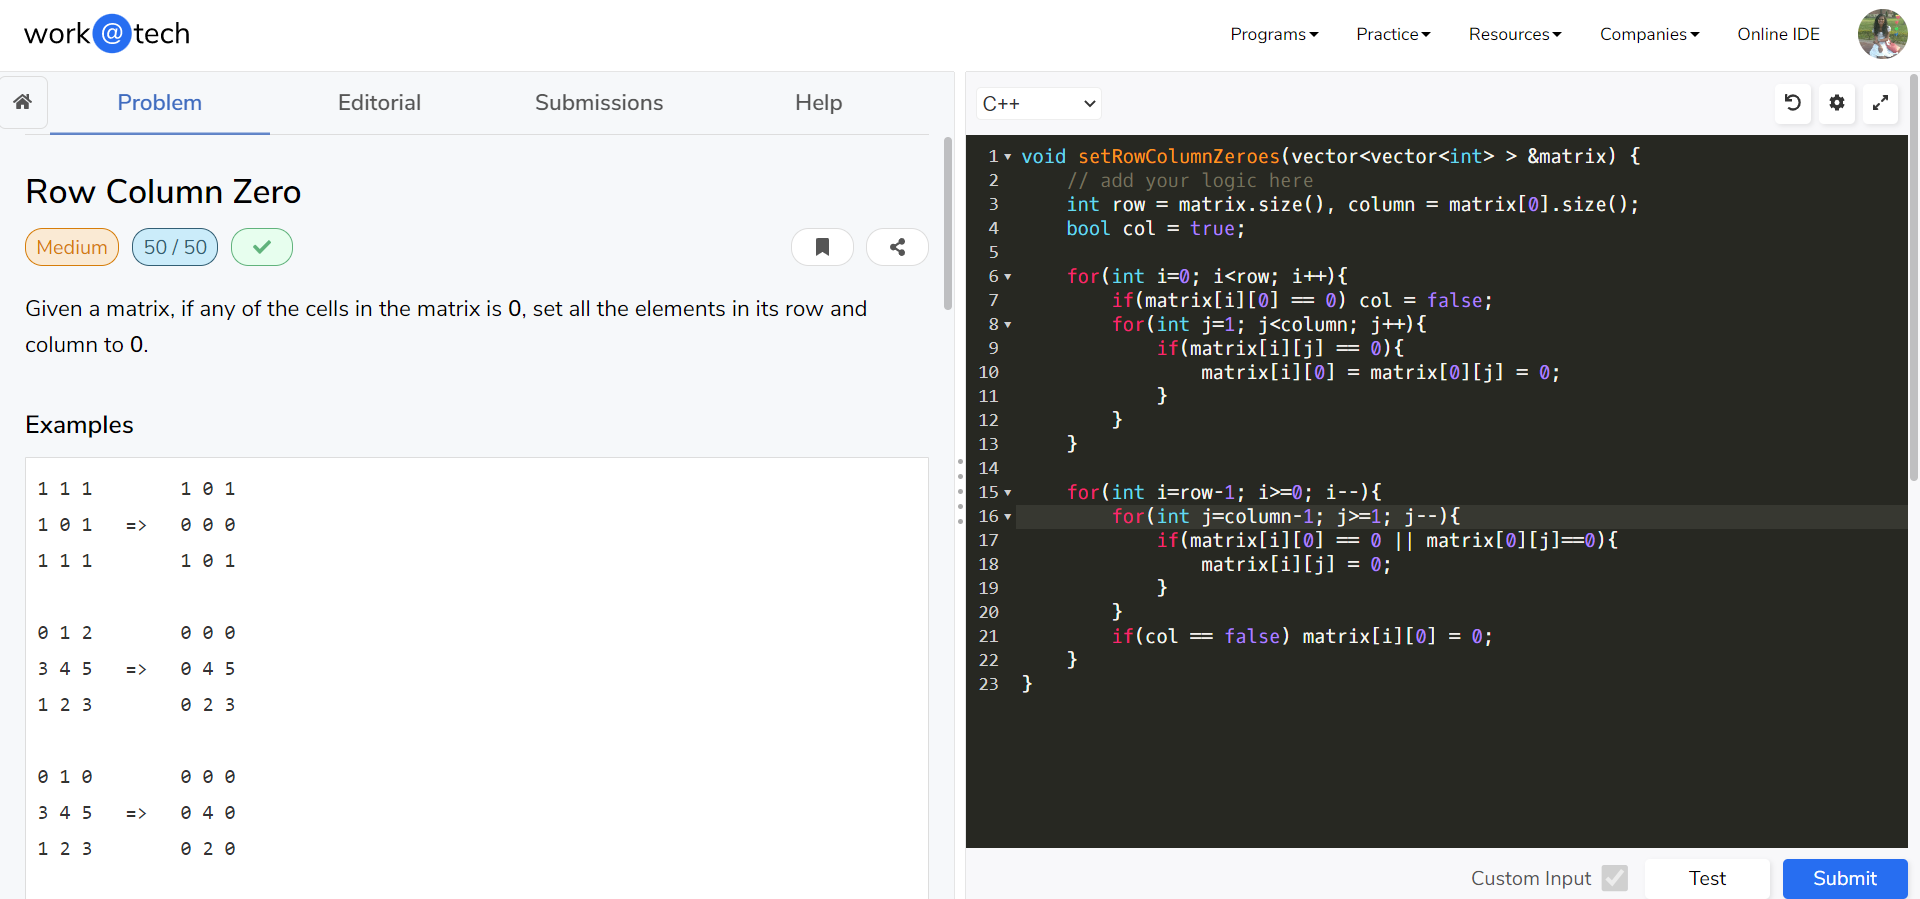 work@tech
Programs Practice Resources Companies Online IDE
Problem Editorial Submissions Help
Row Column Zero
Medium 50 / 50
Given a matrix, if any of the cells in the matrix is 0, set all the elements in its row and
column to 0.
Examples
1 1 1 1 0 1
1 0 1 => 0 0 0
1 1 1 1 0 1
0 1 2 0 0 0
3 4 5 => 0 4 5
1 2 3 0 2 3
0 1 0 0 0 0
3 4 5 => 0 4 0
1 2 3 0 2 0
C++
1 void setRowColumnZeroes(vector<vector<int> > &matrix) {
2 // add your logic here
3 int row = matrix.size(), column = matrix[0].size();
4 bool col = true;
5
6 for(int i=0; i<row; i++){
7 if(matrix[i][0] == 0) col = false;
8 for(int j=1; j<column; j++){
9 if(matrix[i][j] == 0){
10 matrix[i][0] = matrix[0][j] = 0;
11 }
12 }
13 }
14
15 for(int i=row-1; i>=0; i--){
16 for(int j=column-1; j>=1; j--){
17 if(matrix[i][0] == 0 || matrix[0][j]==0){
18 matrix[i][j] = 0;
19 }
20 }
21 if(col == false) matrix[i][0] = 0;
22 }
23 }
Custom Input Test Submit